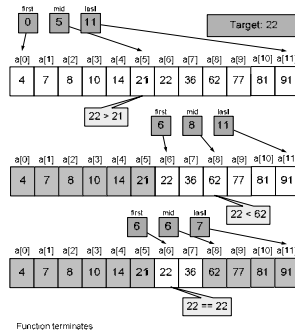 first mid last
0 5 11
Target: 22
a[0] a[1] a[2] a[3] a[4] a[5] a[6] a[7] a[8] a[9] a[10] a[11]
4 7 8 10 14 21 22 36 62 77 81 91
22 > 21
first mid last
6 8 11
a[0] a[1] a[2] a[3] a[4] a[5] a[6] a[7] a[8] a[9] a[10] a[11]
4 7 8 10 14 21 22 36 62 77 81 91
22 < 62
first mid last
6 6 7
a[0] a[1] a[2] a[3] a[4] a[5] a[6] a[7] a[8] a[9] a[10] a[11]
4 7 8 10 14 21 22 36 62 77 81 91
22 == 22
Function terminates